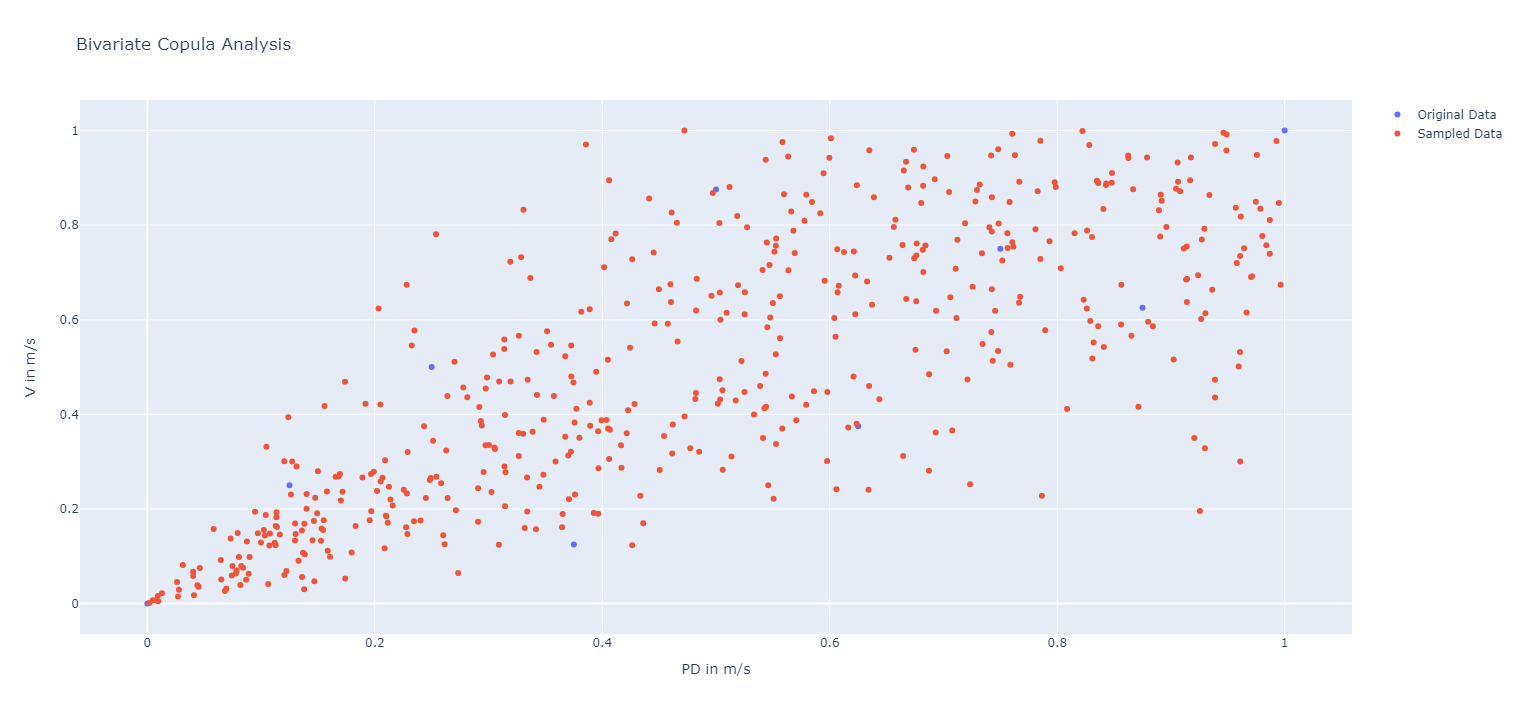 Bivariate Copula Analysis
Original Data
Sampled Data
1
0.8
0.6
0.4
0.2
0
V in m/s
0
0.2
0.4
0.6
0.8
1
PD in m/s